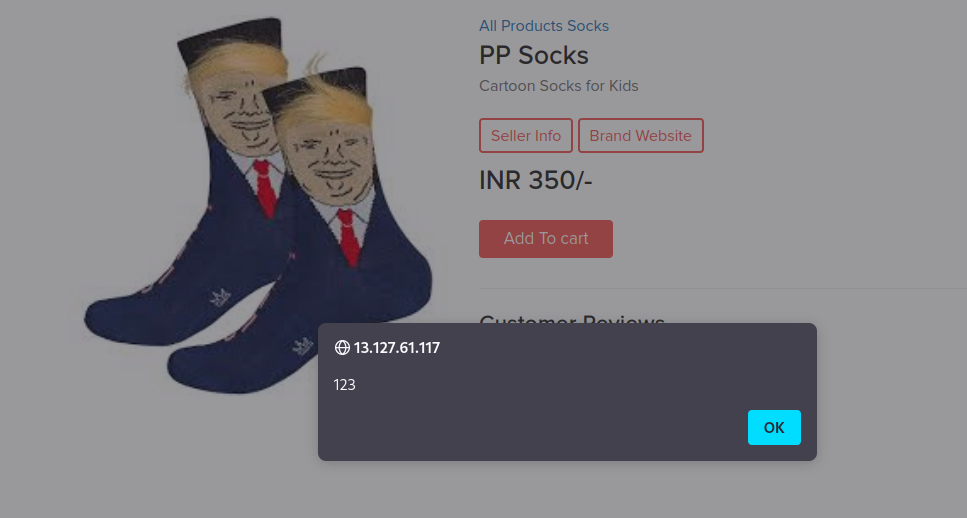 All Products Socks
PP Socks
Cartoon Socks for Kids
Seller Info Brand Website
INR 350/-
Add To cart
Customer Reviews
13.127.61.117
123
OK